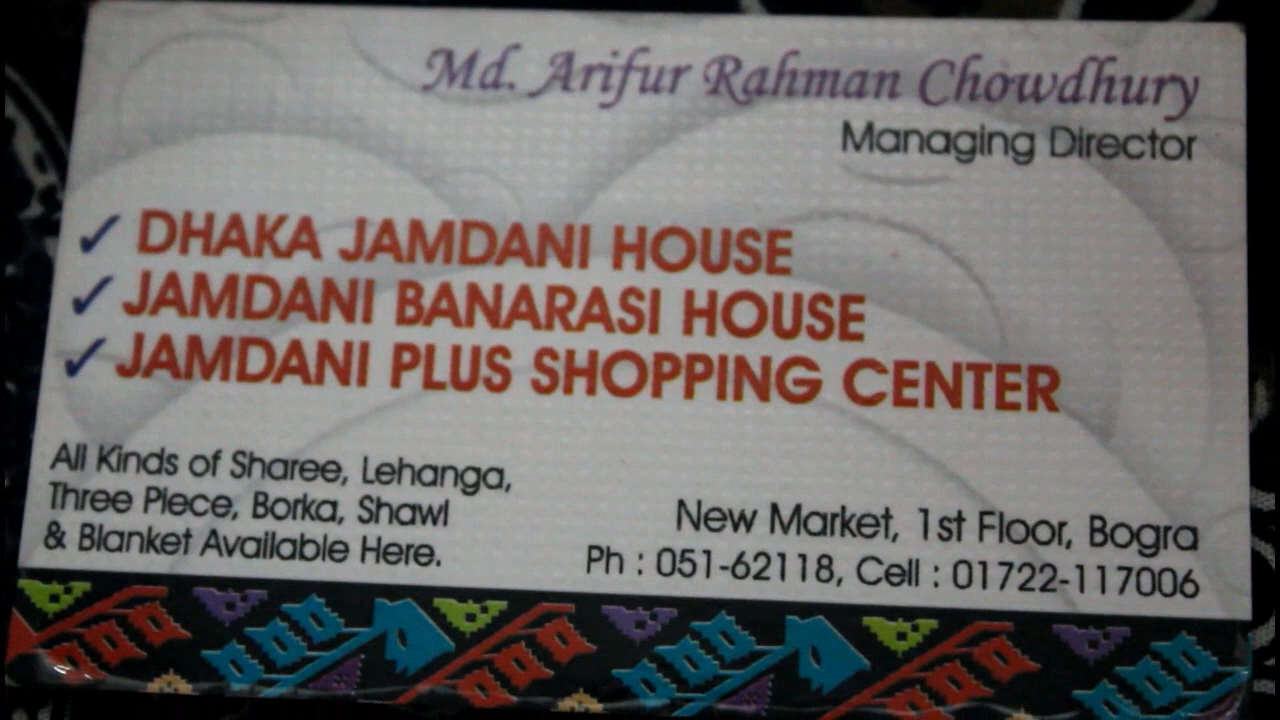 Md. Arifur Rahman Chowdhury
Managing Director
✓ DHAKA JAMDANI HOUSE
✓ JAMDANI BANARASI HOUSE
✓ JAMDANI PLUS SHOPPING CENTER
All Kinds of Sharee, Lehanga,
Three Piece, Borka, Shawl
& Blanket Available Here.
New Market, 1st Floor, Bogra
Ph : 051-62118, Cell : 01722-117006